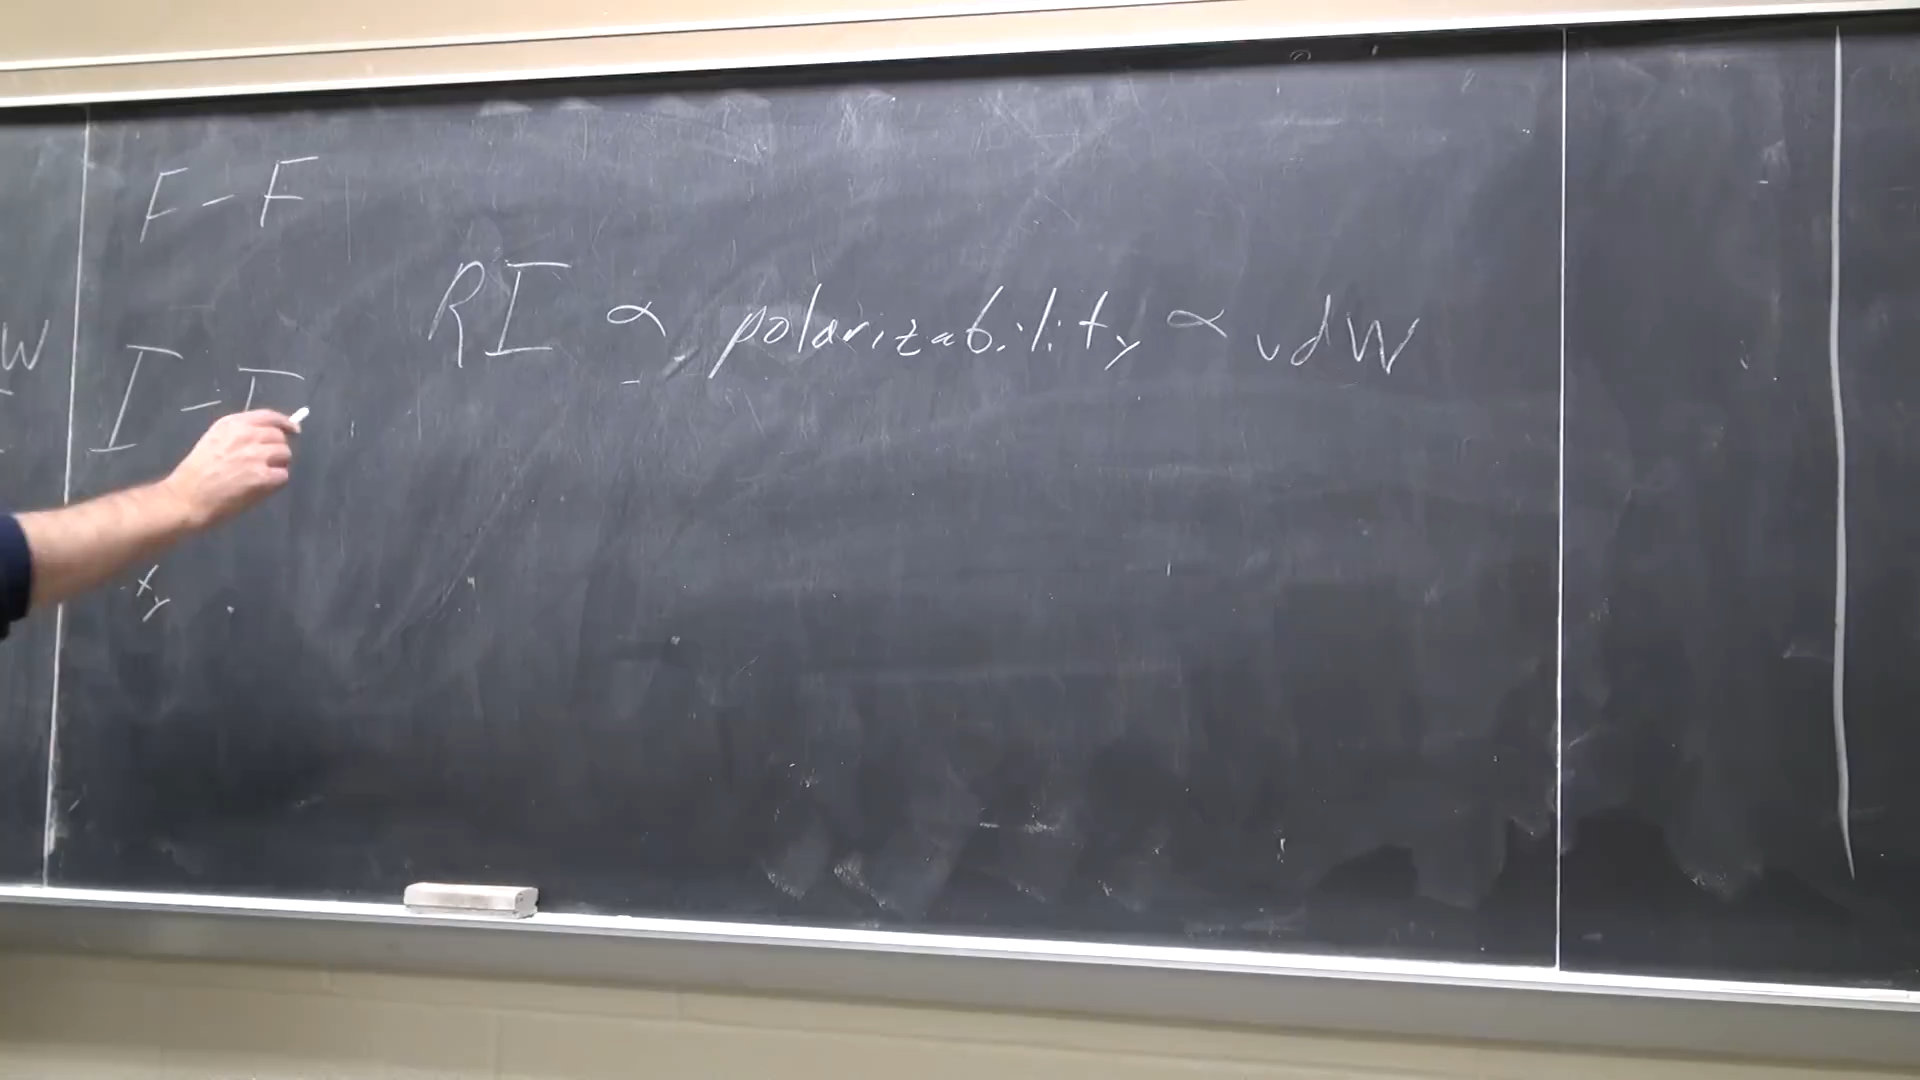 F - F
RI ∝ polarizability ∝ vdW
W
I - I
x
y